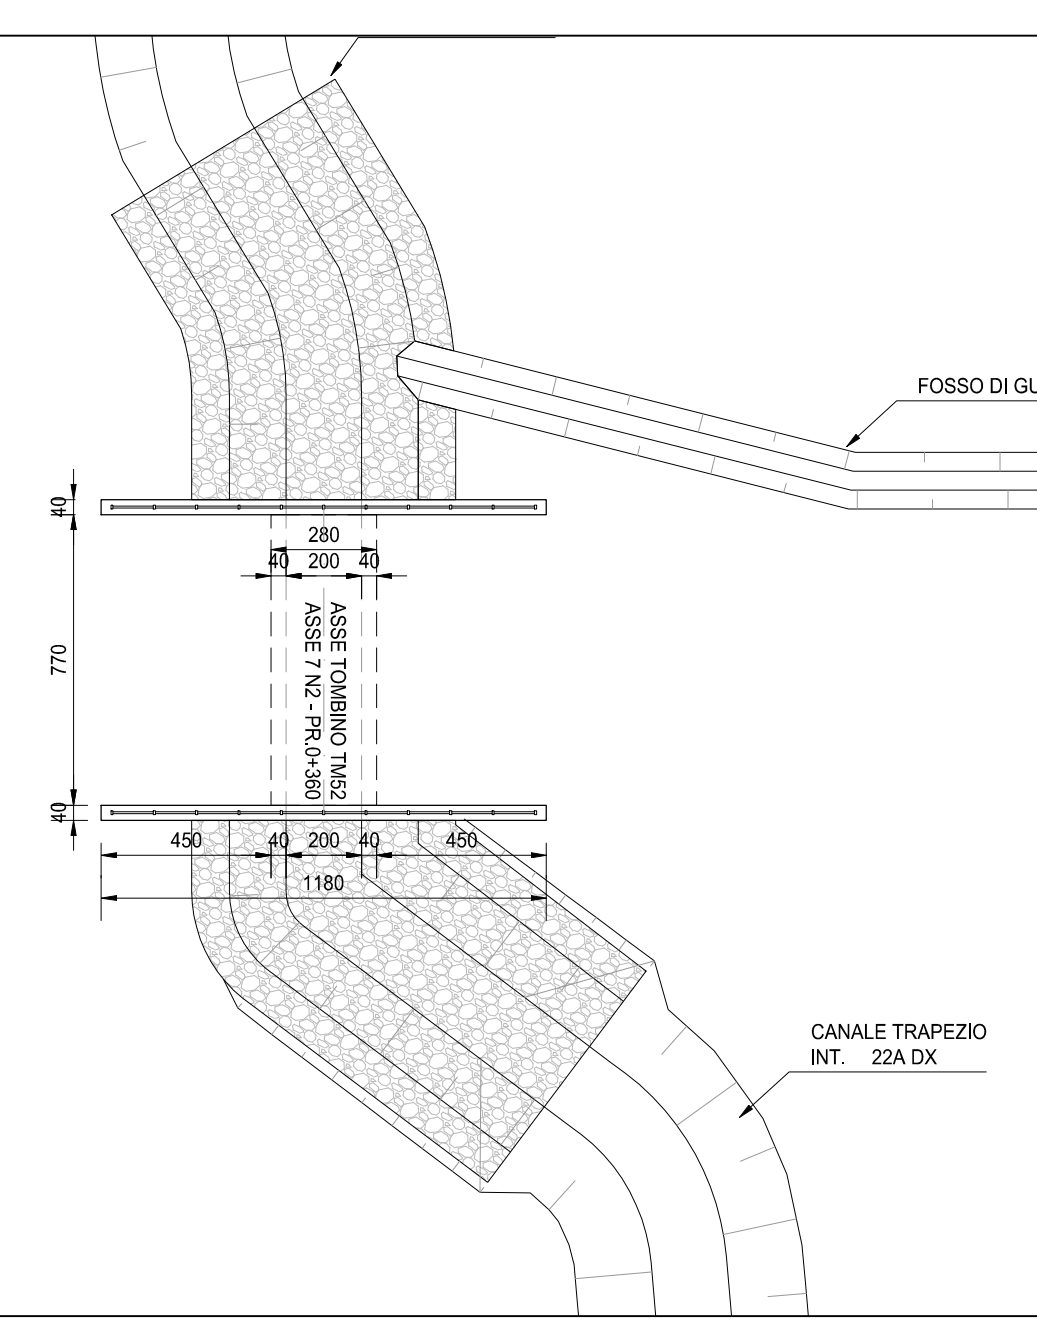 FOSSO DI GU
40
280
40 200 40
770
ASSE TOMBINO TM52
ASSE 7 N2 - PR.0+360
40
450 40 200 40 450
1180
CANALE TRAPEZIO
INT. 22A DX